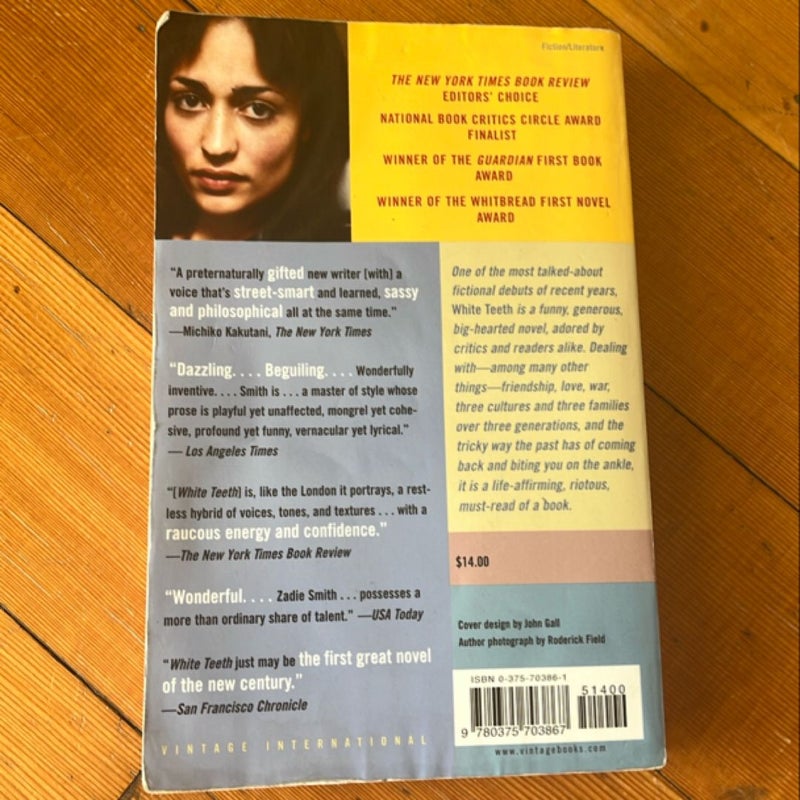 Fiction/Literature
THE NEW YORK TIMES BOOK REVIEW
EDITORS' CHOICE
NATIONAL BOOK CRITICS CIRCLE AWARD
FINALIST
WINNER OF THE GUARDIAN FIRST BOOK
AWARD
WINNER OF THE WHITBREAD FIRST NOVEL
AWARD
"A preternaturally gifted new writer [with] a
voice that's street-smart and learned, sassy
and philosophical all at the same time."
—Michiko Kakutani, The New York Times
"Dazzling. . . . Beguiling. . . . Wonderfully
inventive. . . . Smith is . . . a master of style whose
prose is playful yet unaffected, mongrel yet cohe-
sive, profound yet funny, vernacular yet lyrical."
— Los Angeles Times
"[White Teeth] is, like the London it portrays, a rest-
less hybrid of voices, tones, and textures . . . with a
raucous energy and confidence."
—The New York Times Book Review
"Wonderful. . . . Zadie Smith . . . possesses a
more than ordinary share of talent." —USA Today
"White Teeth just may be the first great novel
of the new century."
—San Francisco Chronicle
VINTAGE INTERNATIONAL
One of the most talked-about
fictional debuts of recent years,
White Teeth is a funny, generous,
big-hearted novel, adored by
critics and readers alike. Dealing
with—among many other
things—friendship, love, war,
three cultures and three families
over three generations, and the
tricky way the past has of coming
back and biting you on the ankle,
it is a life-affirming, riotous,
must-read of a book.
$14.00
Cover design by John Gall
Author photograph by Roderick Field
ISBN 0-375-70386-1
51400
9 780375 703867
www.vintagebooks.com